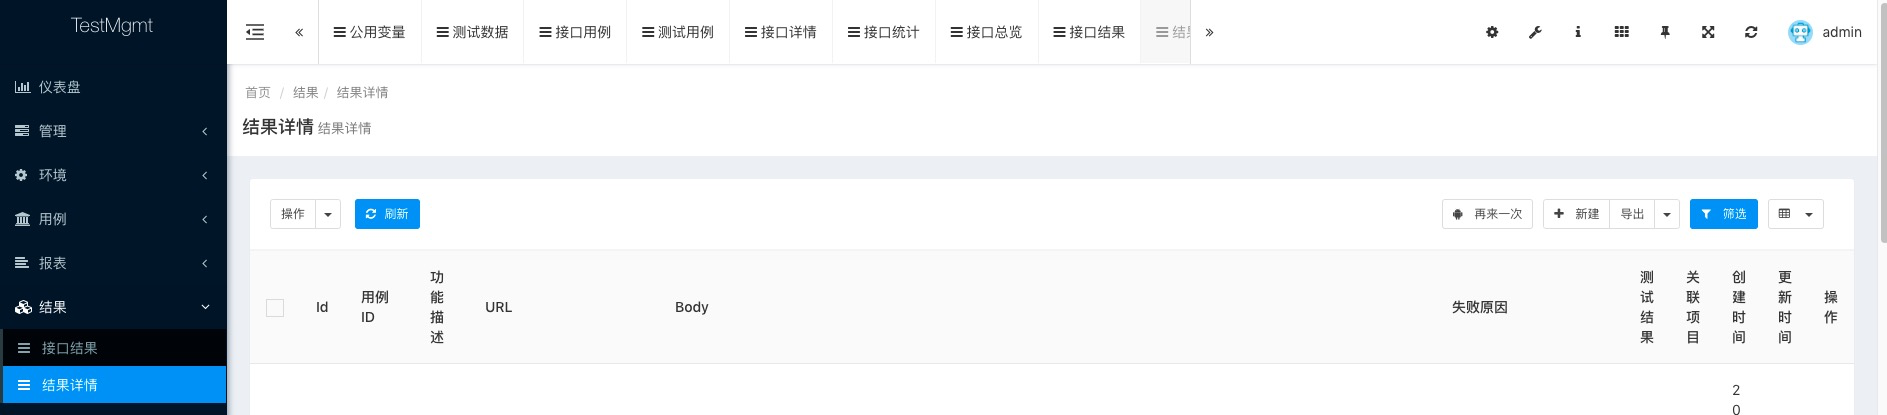 TestMgmt
仪表盘
管理
环境
用例
报表
结果
接口结果
结果详情
« 公用变量 测试数据 接口用例 测试用例 接口详情 接口统计 接口总览 接口结果 结 »
admin
首页 / 结果 / 结果详情
结果详情 结果详情
操作 刷新
再来一次 新建 导出 筛选
Id
用例
ID
功
能
描
述
URL
Body
失败原因
测
试
结
果
关
联
项
目
创
建
时
间
更
新
时
间
操
作
2
0